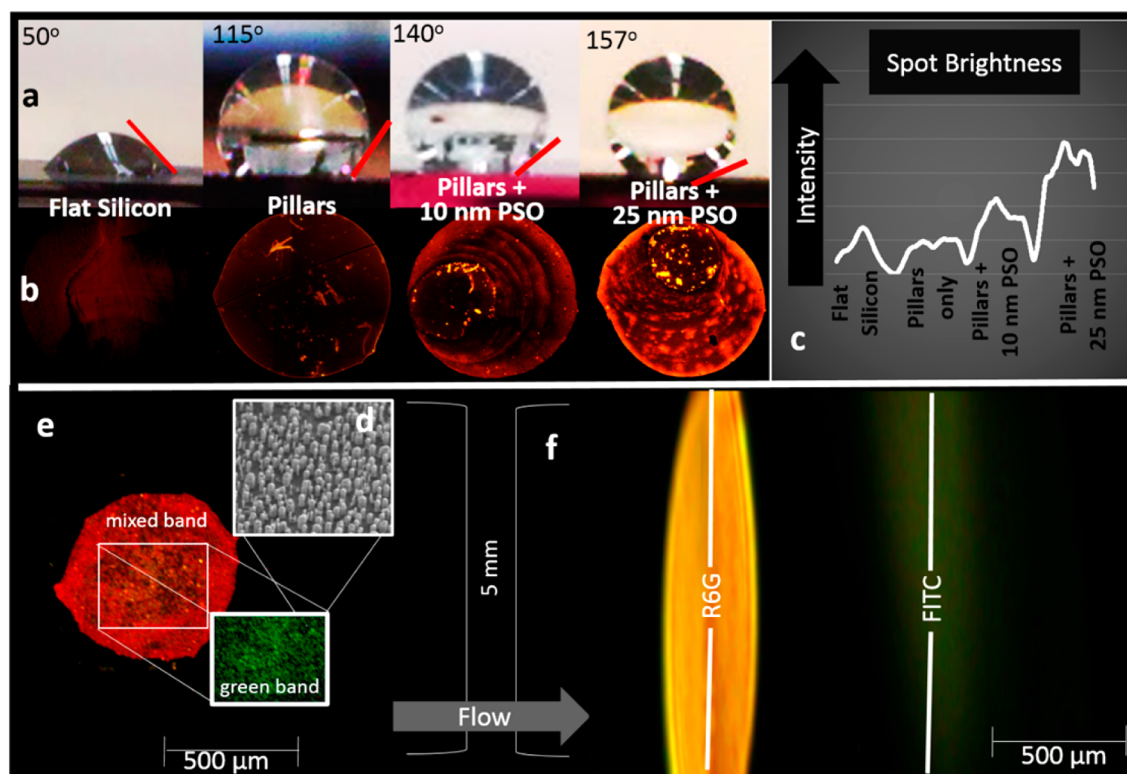 50°
115°
140°
157°
a
Flat Silicon
Pillars
Pillars +
10 nm PSO
Pillars +
25 nm PSO
b
Spot Brightness
Intensity
Flat
Silicon
Pillars
only
Pillars +
10 nm PSO
Pillars +
25 nm PSO
c
e
d
mixed band
green band
500 µm
5 mm
Flow
f
R6G
FITC
500 µm